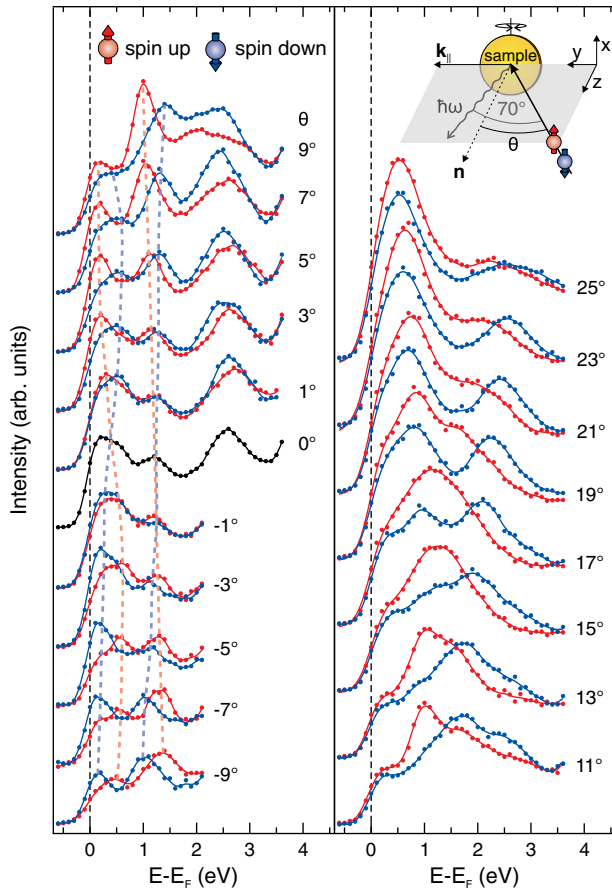 spin up
spin down
θ
9°
7°
5°
3°
1°
0°
-1°
-3°
-5°
-7°
-9°
Intensity (arb. units)
0 1 2 3 4
E-E_F (eV)
k_||
sample
x
y
z
ħω
70°
θ
n
25°
23°
21°
19°
17°
15°
13°
11°
0 1 2 3 4
E-E_F (eV)